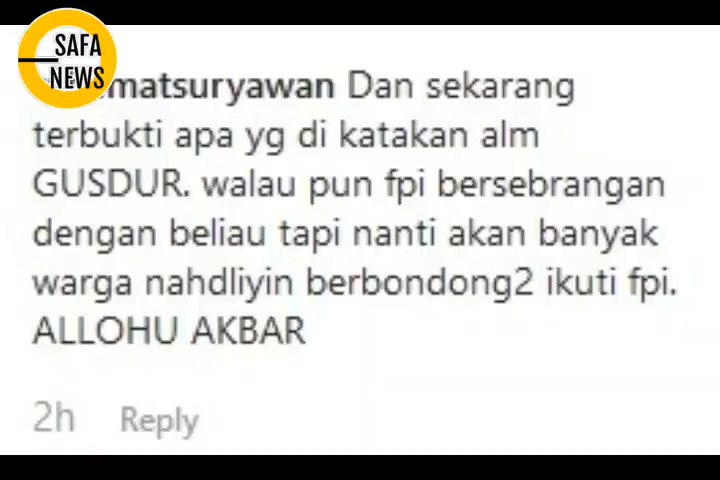 SAFA
NEWS
matsuryawan Dan sekarang
terbukti apa yg di katakan alm
GUSDUR. walau pun fpi bersebrangan
dengan beliau tapi nanti akan banyak
warga nahdliyin berbondong2 ikuti fpi.
ALLOHU AKBAR
2h Reply